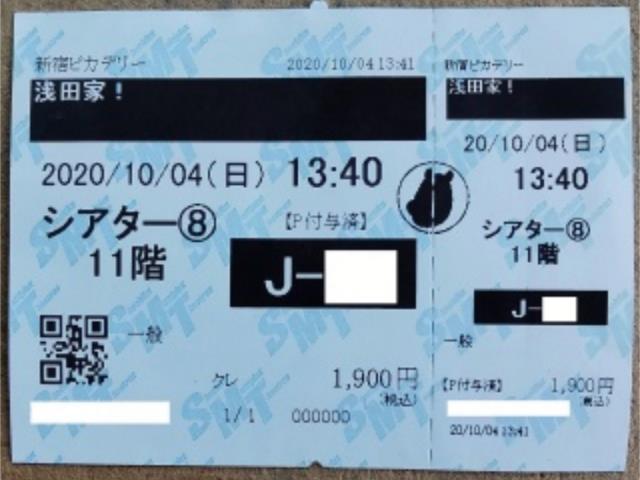 新宿ピカデリー 2020/10/04 13:41
浅田家！
2020/10/04(日) 13:40
シアター⑧ 【P付与済】
11階
J-
一般
クレ 1,900円
(税込)
1/1 000000
新宿ピカデリー
浅田家！
20/10/04(日)
13:40
シアター⑧
11階
J-
一般
【P付与済】 1,900円
(税込)
20/10/04 13:41
SMT